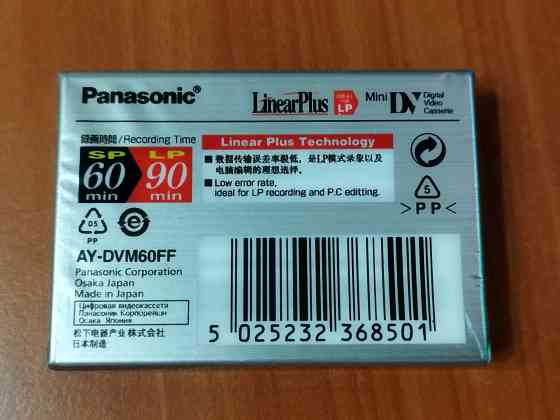 Panasonic®
LinearPlus
LP
Mini DV Digital Video Cassette
録画時間/Recording Time
SP 60 min
LP 90 min
Linear Plus Technology
■ 数据传输误差率极低，是LP模式录象以及
电脑编辑的理想选择。
■ Low error rate,
ideal for LP recording and P.C editting.
5
>PP<
05
PP
e
AY-DVM60FF
Panasonic Corporation
Osaka Japan
Made in Japan
Цифровая видеокассети
Панасоник Корпорейшн
Осака Япония
松下电器产业株式会社
日本制造
5 025232 368501